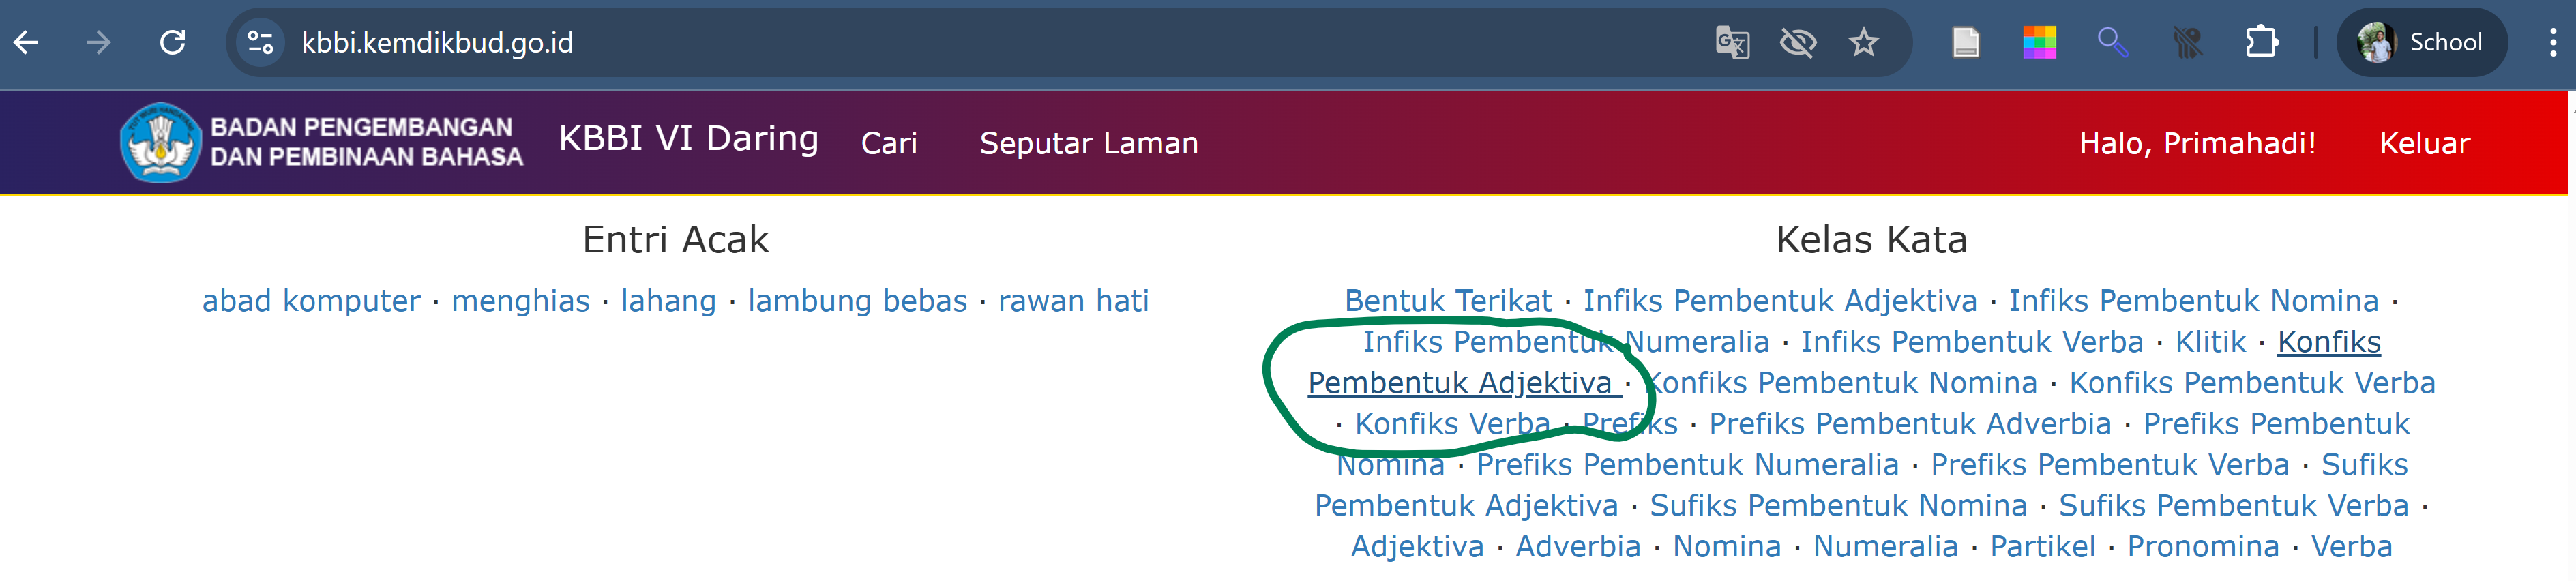 kbbi.kemdikbud.go.id
School
BADAN PENGEMBANGAN
DAN PEMBINAAN BAHASA
KBBI VI Daring
Cari
Seputar Laman
Halo, Primahadi!
Keluar
Entri Acak
abad komputer · menghias · lahang · lambung bebas · rawan hati
Kelas Kata
Bentuk Terikat · Infiks Pembentuk Adjektiva · Infiks Pembentuk Nomina ·
Infiks Pembentuk Numeralia · Infiks Pembentuk Verba · Klitik · Konfiks
Pembentuk Adjektiva · Konfiks Pembentuk Nomina · Konfiks Pembentuk Verba
· Konfiks Verba · Prefiks · Prefiks Pembentuk Adverbia · Prefiks Pembentuk
Nomina · Prefiks Pembentuk Numeralia · Prefiks Pembentuk Verba · Sufiks
Pembentuk Adjektiva · Sufiks Pembentuk Nomina · Sufiks Pembentuk Verba ·
Adjektiva · Adverbia · Nomina · Numeralia · Partikel · Pronomina · Verba